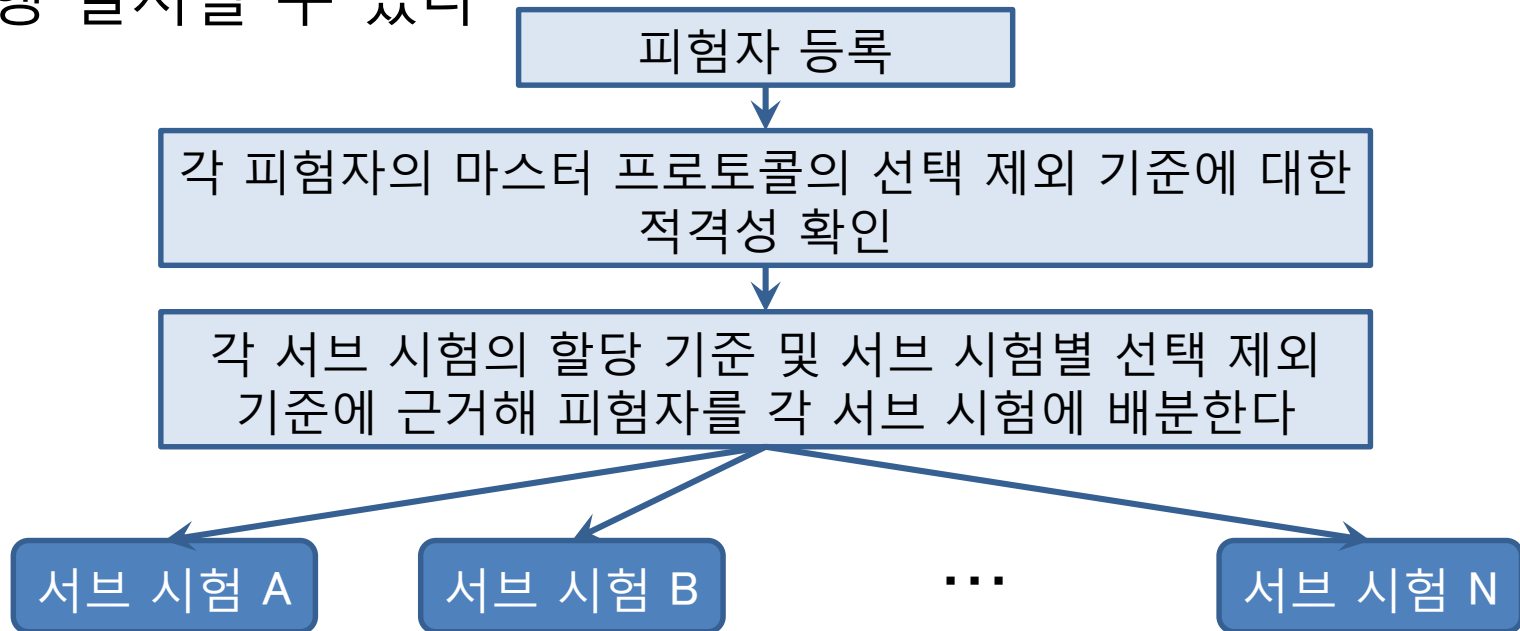 피험자 등록
각 피험자의 마스터 프로토콜의 선택 제외 기준에 대한
적격성 확인
각 서브 시험의 할당 기준 및 서브 시험별 선택 제외
기준에 근거해 피험자를 각 서브 시험에 배분한다
서브 시험 A
서브 시험 B
...
서브 시험 N